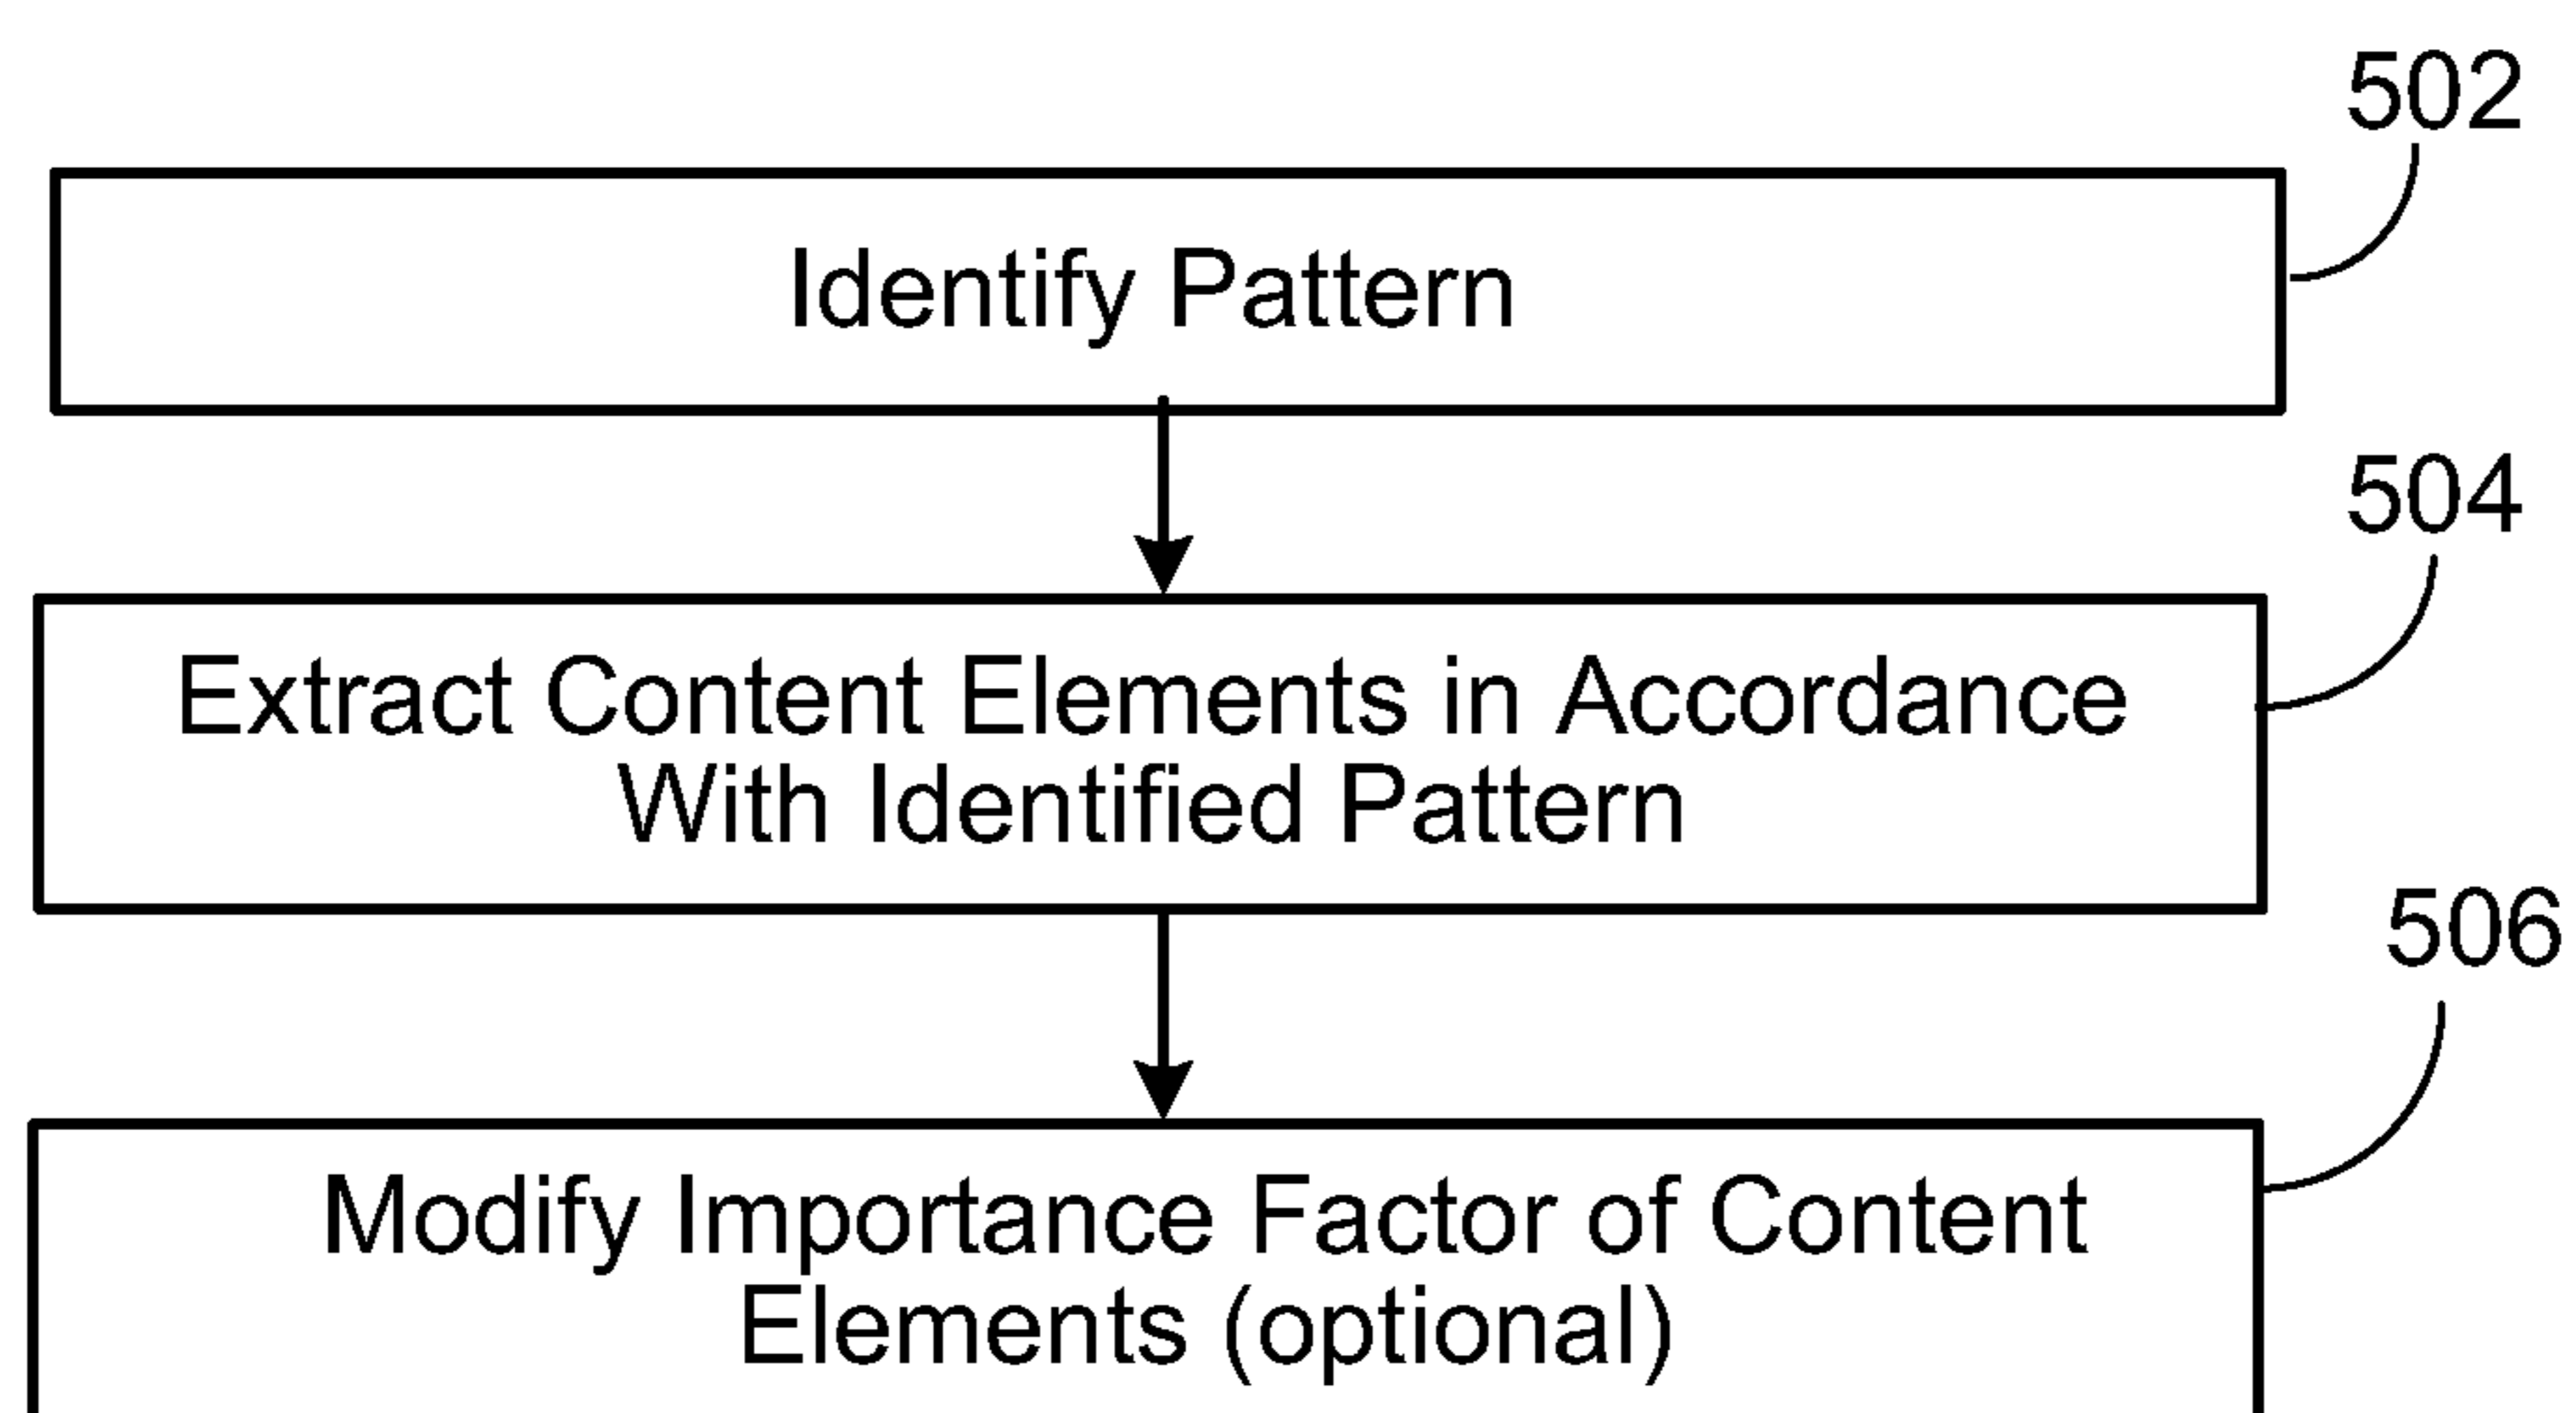 502
Identify Pattern
504
Extract Content Elements in Accordance
With Identified Pattern
506
Modify Importance Factor of Content
Elements (optional)